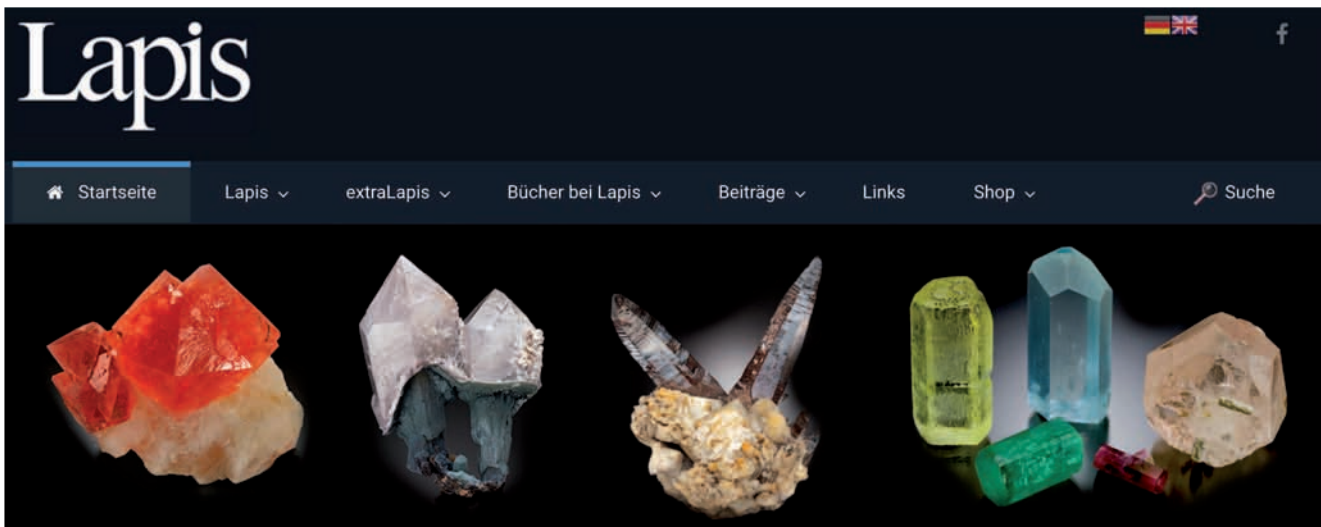 Lapis
f
Startseite Lapis extraLapis Bücher bei Lapis Beiträge Links Shop Suche